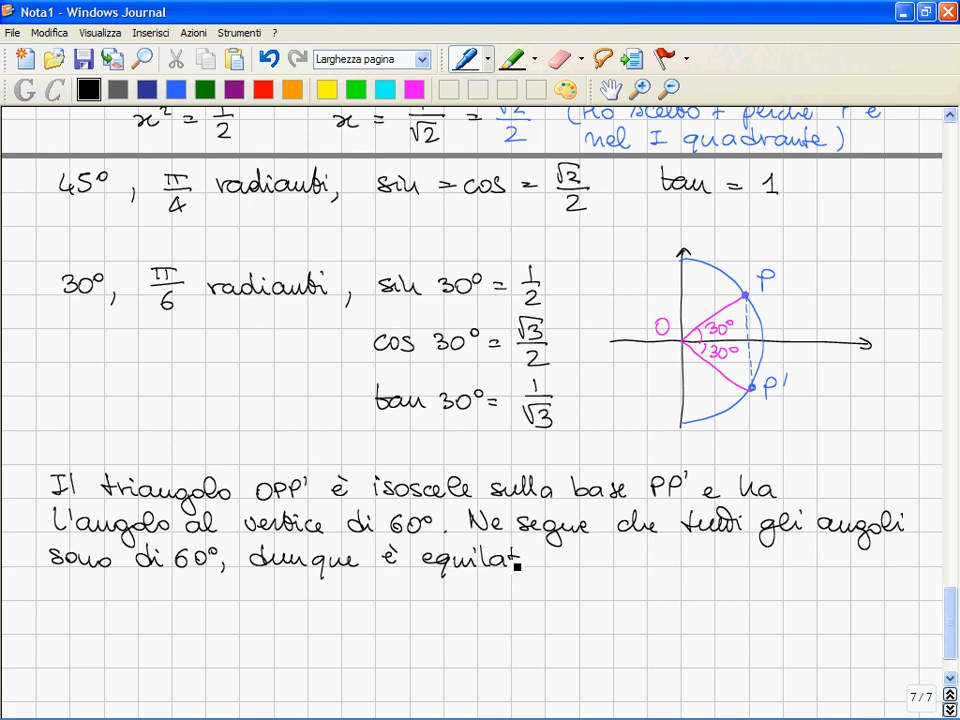 Nota1 - Windows Journal
File Modifica Visualizza Inserisci Azioni Strumenti ?
Larghezza pagina
G C
x² = 1/2 x = 1/√2 = √2/2 (Ho scelto + perché P è
nel I quadrante)
45°, π/4 radianti, sin = cos = √2/2 tan = 1
30°, π/6 radianti, sin 30° = 1/2
cos 30° = √3/2
tan 30° = 1/√3
P
O 30°
30°
P'
Il triangolo OPP' è isoscele sulla base PP' e ha
l'angolo al vertice di 60°. Ne segue che tutti gli angoli
sono di 60°, dunque è equilat
7 / 7